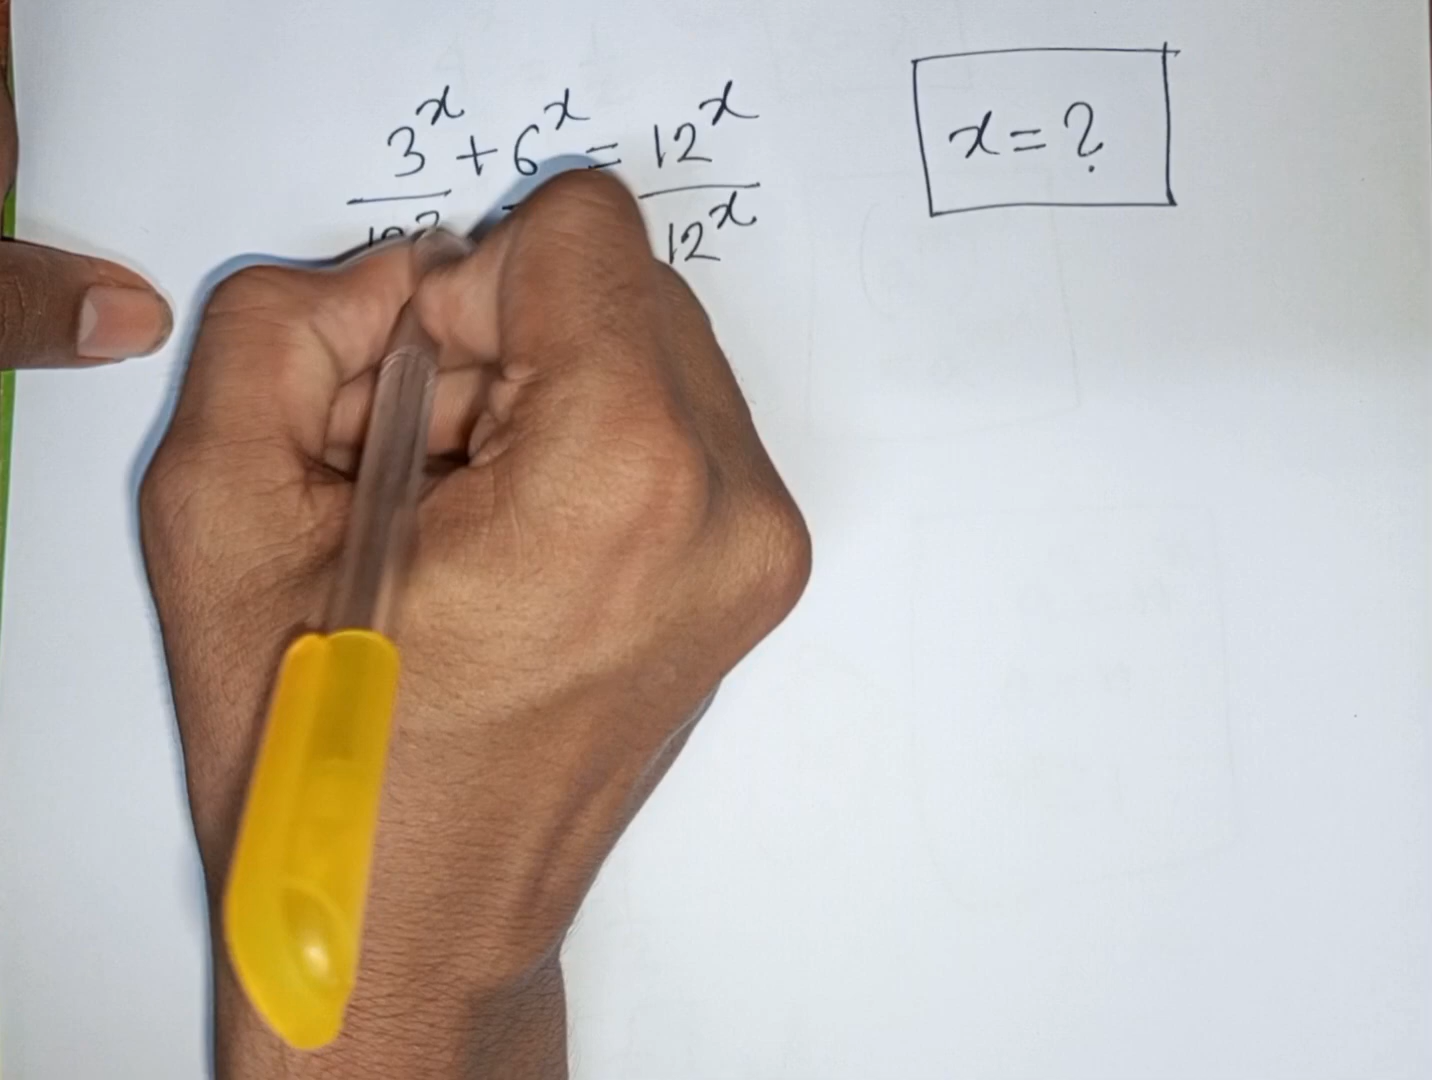 3^x + 6^x = 12^x
12^x
x = ?